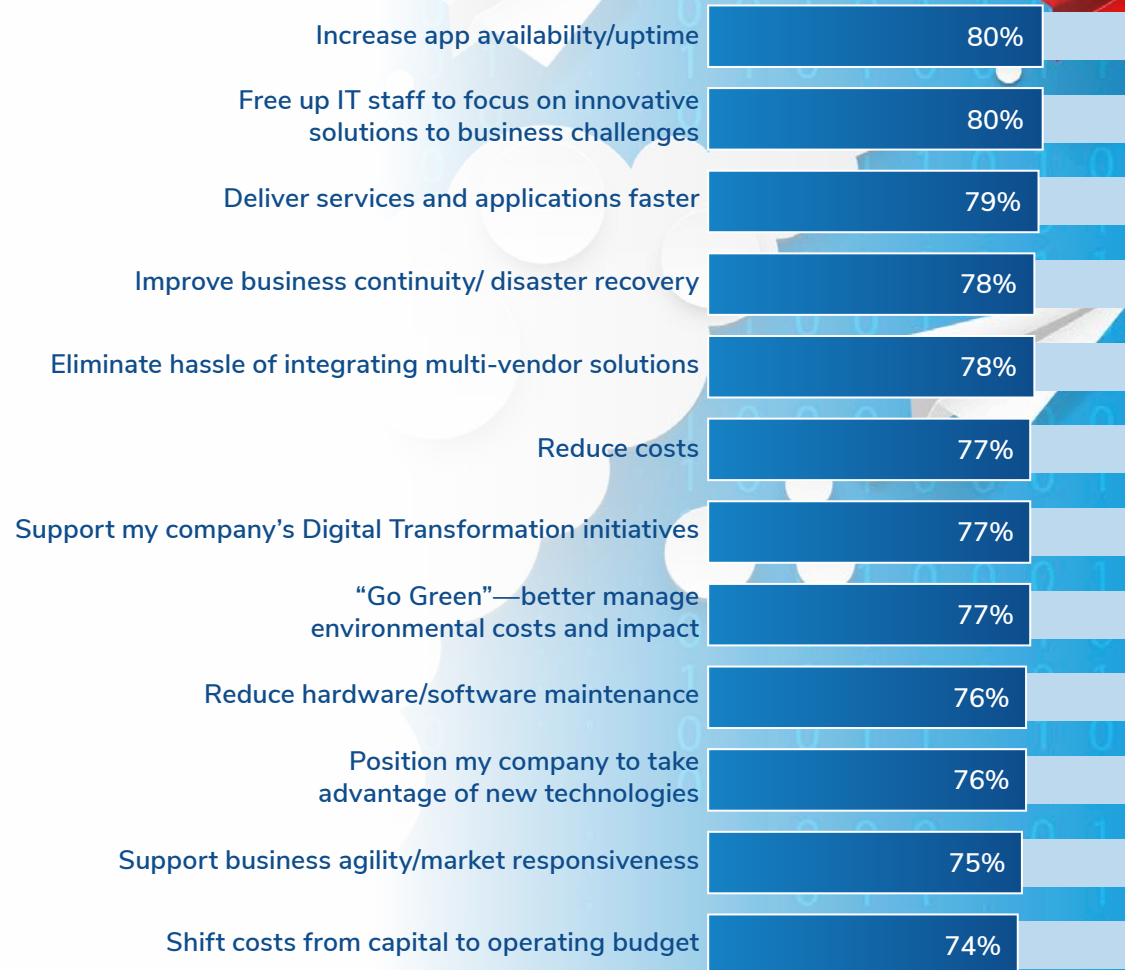 Increase app availability/uptime 80%
Free up IT staff to focus on innovative
solutions to business challenges 80%
Deliver services and applications faster 79%
Improve business continuity/ disaster recovery 78%
Eliminate hassle of integrating multi-vendor solutions 78%
Reduce costs 77%
Support my company’s Digital Transformation initiatives 77%
“Go Green”—better manage
environmental costs and impact 77%
Reduce hardware/software maintenance 76%
Position my company to take
advantage of new technologies 76%
Support business agility/market responsiveness 75%
Shift costs from capital to operating budget 74%